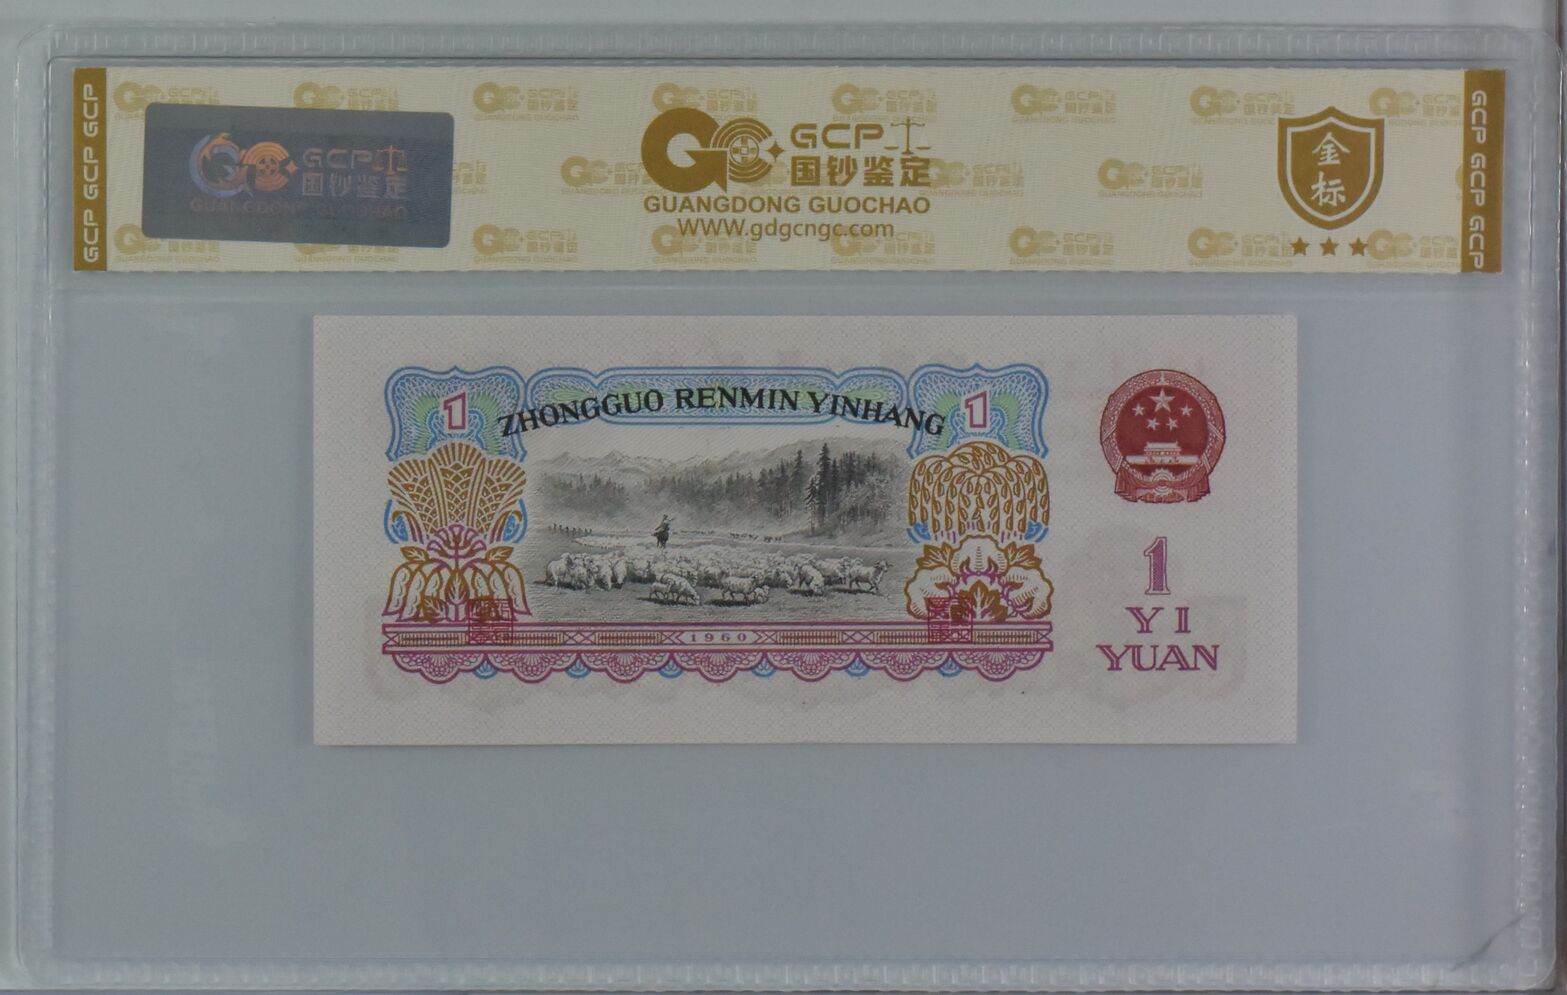 GCP GCP GCP
GCP
国钞鉴定
GUANGDONG GUOCHAO
GCP
国钞鉴定
GUANGDONG GUOCHAO
WWW.gdgcngc.com
金
标
GCP GCP GCP
1
ZHONGGUO RENMIN YINHANG
1
1960
1
YI
YUAN